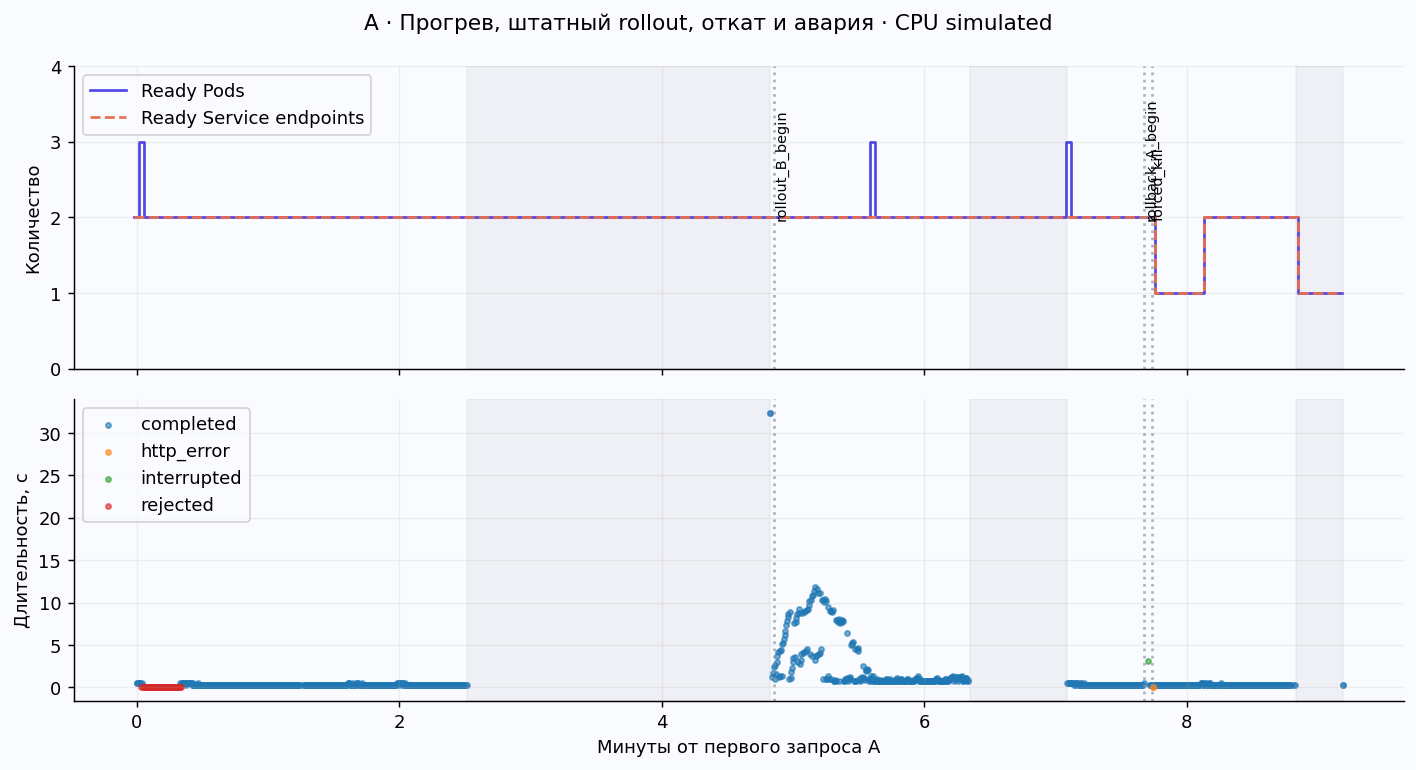 А · Прогрев, штатный rollout, откат и авария · CPU simulated
4
3
2
1
0
Количество
Ready Pods
Ready Service endpoints
rollout_B_begin
rollback_A_begin
forced_kill
30
25
20
15
10
5
0
Длительность, с
completed
http_error
interrupted
rejected
0
2
4
6
8
Минуты от первого запроса А